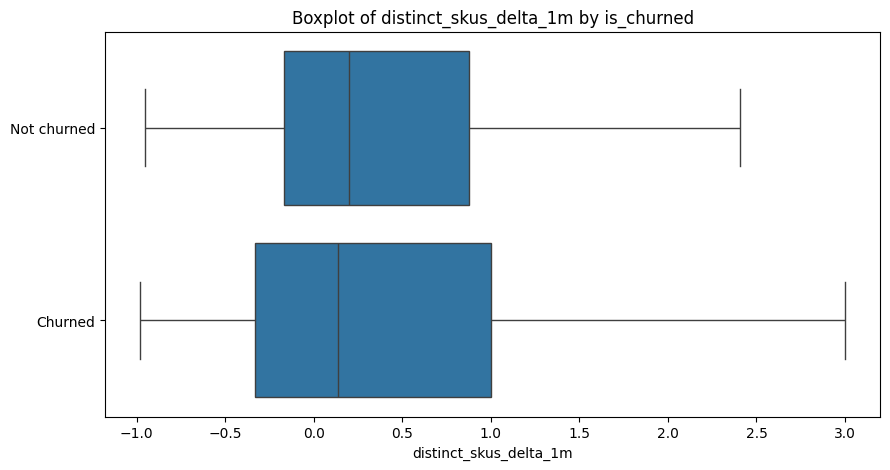 Boxplot of distinct_skus_delta_1m by is_churned
Not churned
Churned
−1.0 −0.5 0.0 0.5 1.0 1.5 2.0 2.5 3.0
distinct_skus_delta_1m